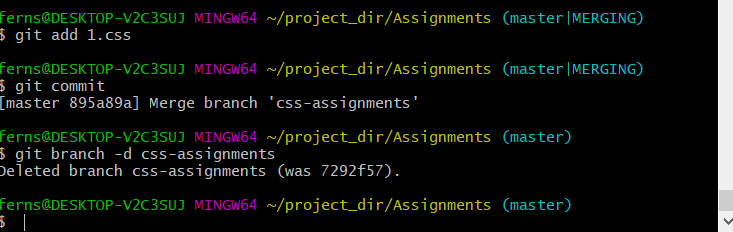 ferns@DESKTOP-V2C3SUJ MINGW64 ~/project_dir/Assignments (master|MERGING)
$ git add 1.css
ferns@DESKTOP-V2C3SUJ MINGW64 ~/project_dir/Assignments (master|MERGING)
$ git commit
[master 895a89a] Merge branch 'css-assignments'
ferns@DESKTOP-V2C3SUJ MINGW64 ~/project_dir/Assignments (master)
$ git branch -d css-assignments
Deleted branch css-assignments (was 7292f57).
ferns@DESKTOP-V2C3SUJ MINGW64 ~/project_dir/Assignments (master)
$